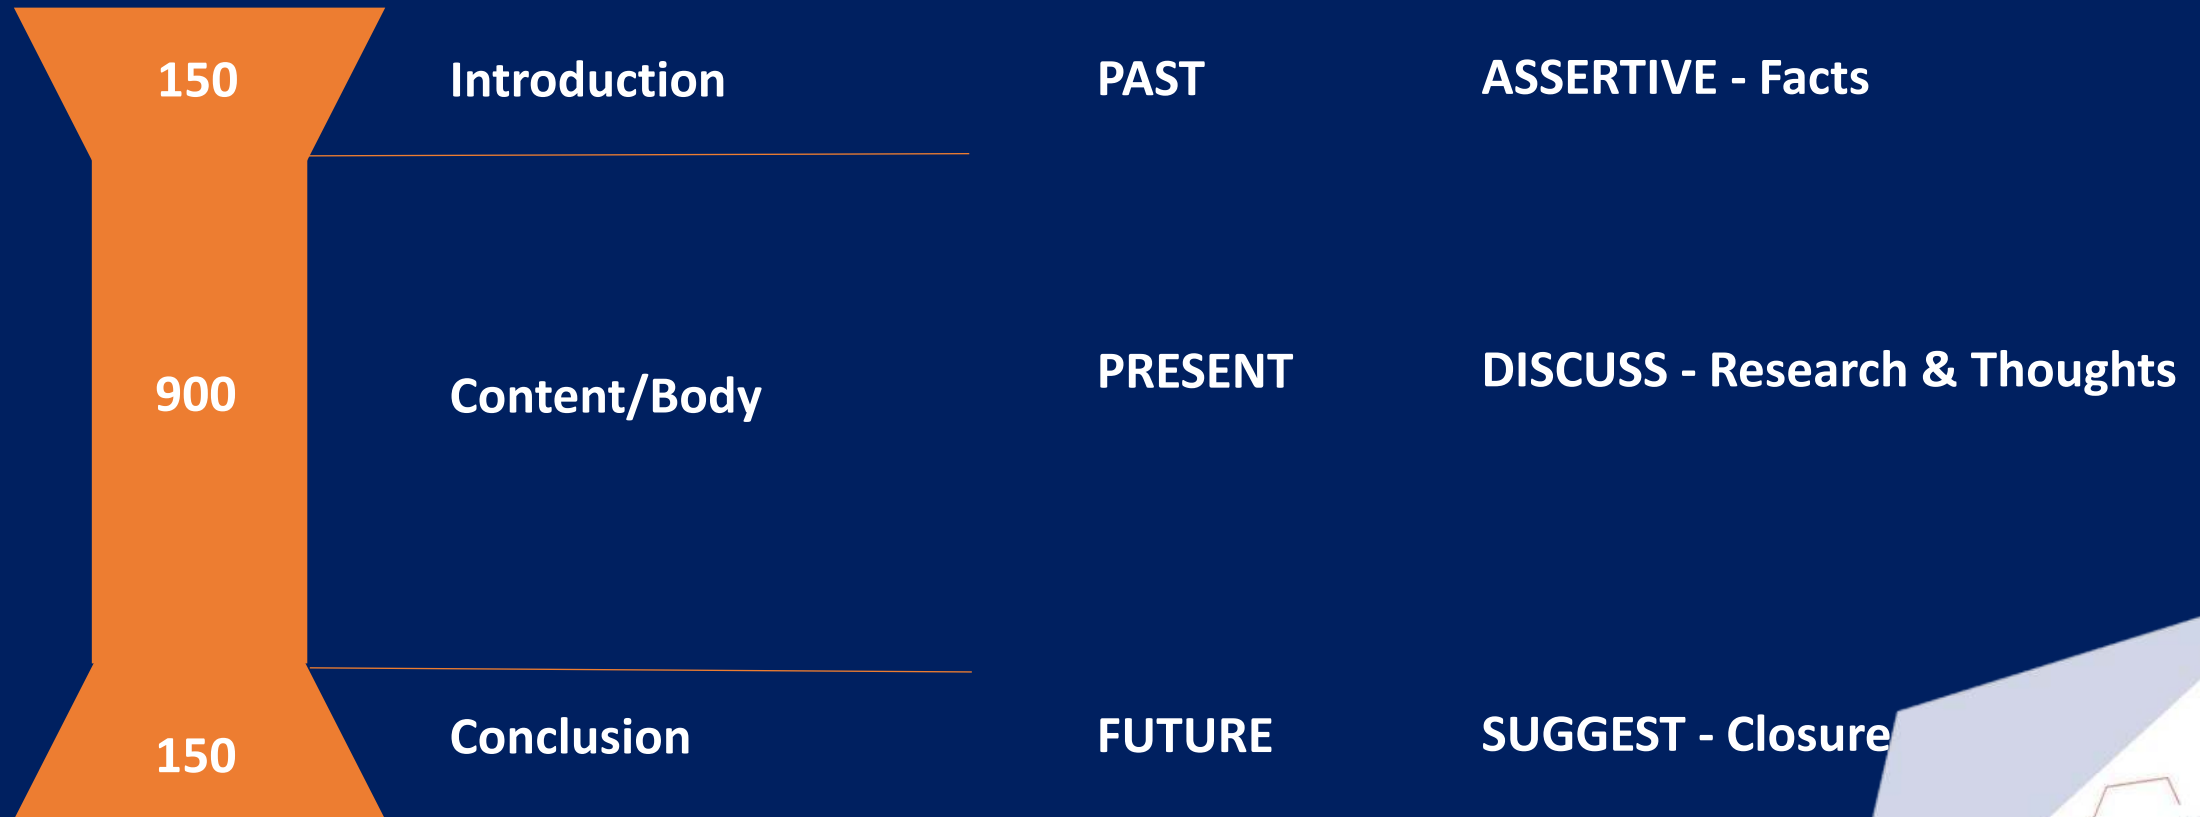 150 Introduction PAST ASSERTIVE - Facts
900 Content/Body PRESENT DISCUSS - Research & Thoughts
150 Conclusion FUTURE SUGGEST - Closure